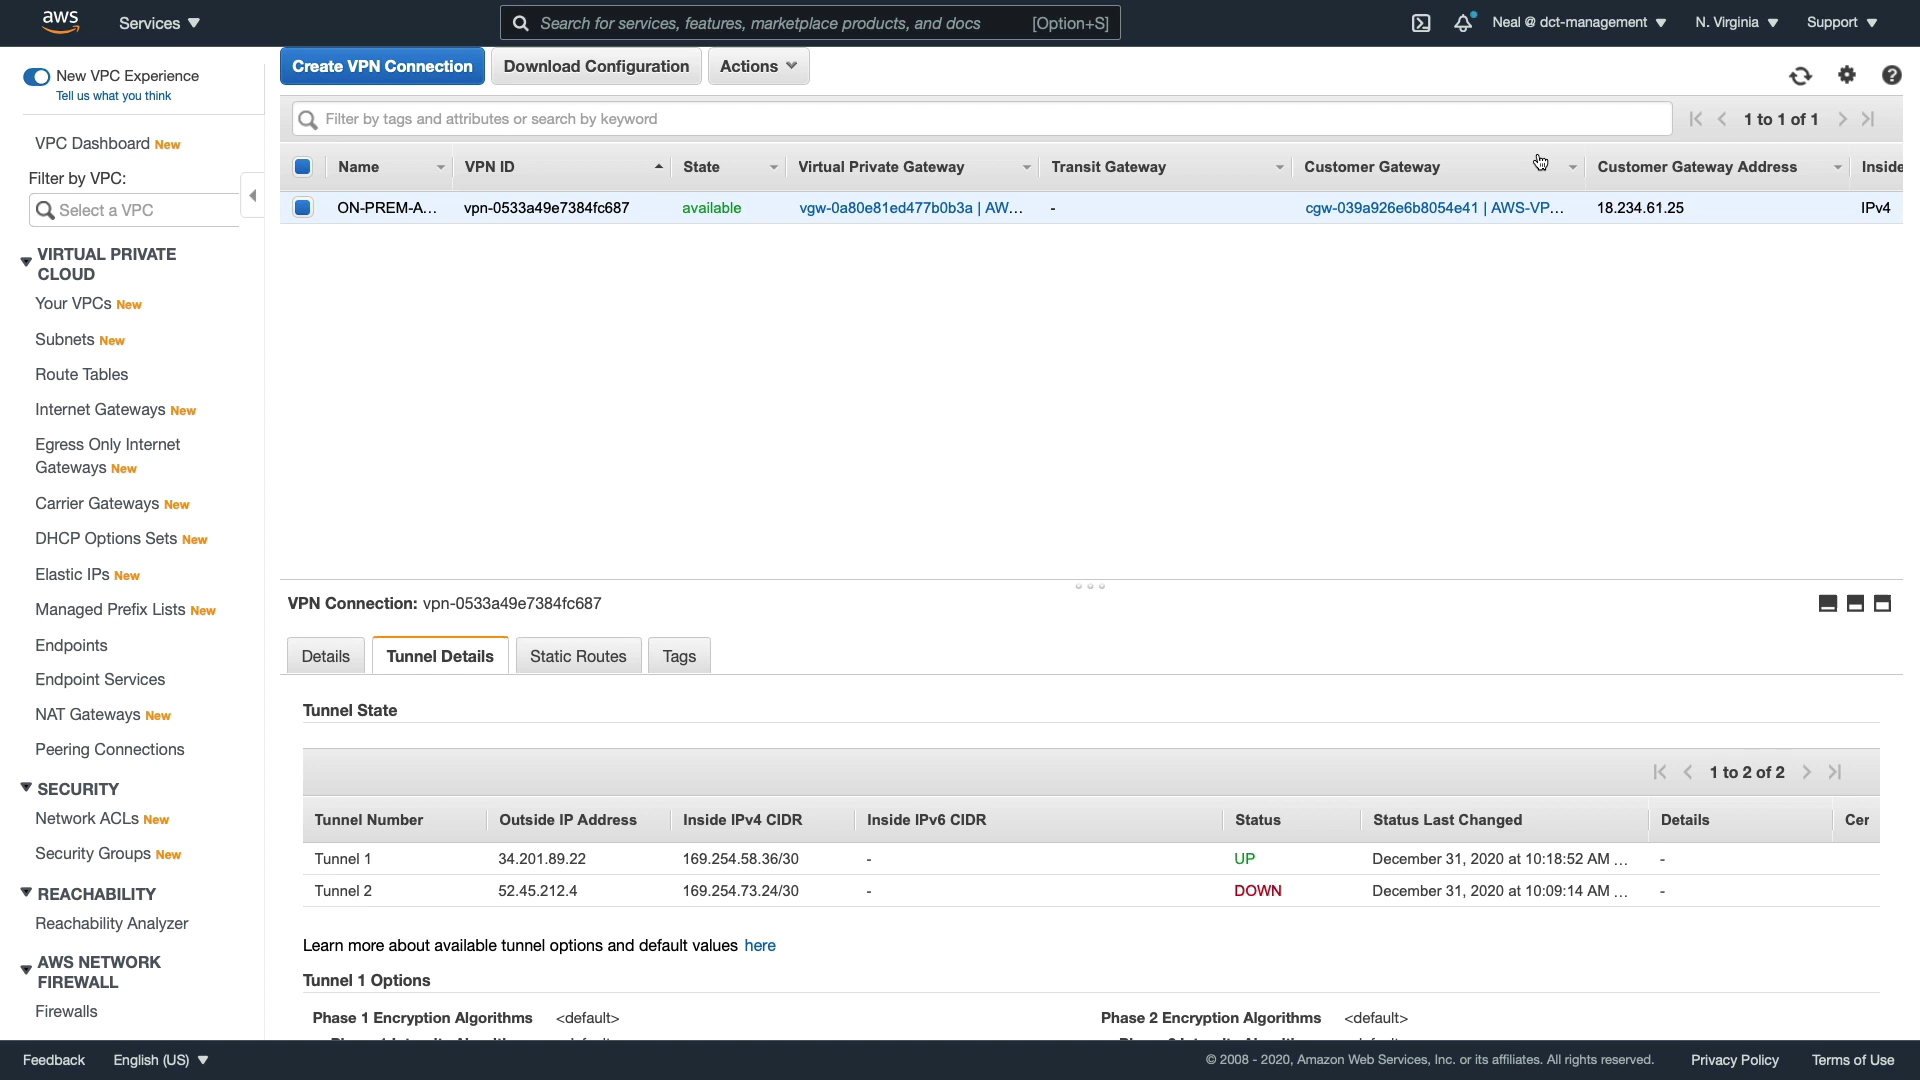 aws
Services
Search for services, features, marketplace products, and docs [Option+S]
Neal @ dct-management
N. Virginia
Support
New VPC Experience
Tell us what you think
VPC Dashboard New
Filter by VPC:
Select a VPC
VIRTUAL PRIVATE
CLOUD
Your VPCs New
Subnets New
Route Tables
Internet Gateways New
Egress Only Internet
Gateways New
Carrier Gateways New
DHCP Options Sets New
Elastic IPs New
Managed Prefix Lists New
Endpoints
Endpoint Services
NAT Gateways New
Peering Connections
SECURITY
Network ACLs New
Security Groups New
REACHABILITY
Reachability Analyzer
AWS NETWORK
FIREWALL
Firewalls
Create VPN Connection
Download Configuration
Actions
Filter by tags and attributes or search by keyword
1 to 1 of 1
Name VPN ID State Virtual Private Gateway Transit Gateway Customer Gateway Customer Gateway Address Inside
ON-PREM-A... vpn-0533a49e7384fc687 available vgw-0a80e81ed477b0b3a | AW... - cgw-039a926e6b8054e41 | AWS-VP... 18.234.61.25 IPv4
VPN Connection: vpn-0533a49e7384fc687
Details
Tunnel Details
Static Routes
Tags
Tunnel State
1 to 2 of 2
Tunnel Number Outside IP Address Inside IPv4 CIDR Inside IPv6 CIDR Status Status Last Changed Details Cer
Tunnel 1 34.201.89.22 169.254.58.36/30 - UP December 31, 2020 at 10:18:52 AM ... -
Tunnel 2 52.45.212.4 169.254.73.24/30 - DOWN December 31, 2020 at 10:09:14 AM ... -
Learn more about available tunnel options and default values here
Tunnel 1 Options
Phase 1 Encryption Algorithms <default>
Phase 2 Encryption Algorithms <default>
Feedback
English (US)
© 2008 - 2020, Amazon Web Services, Inc. or its affiliates. All rights reserved.
Privacy Policy
Terms of Use